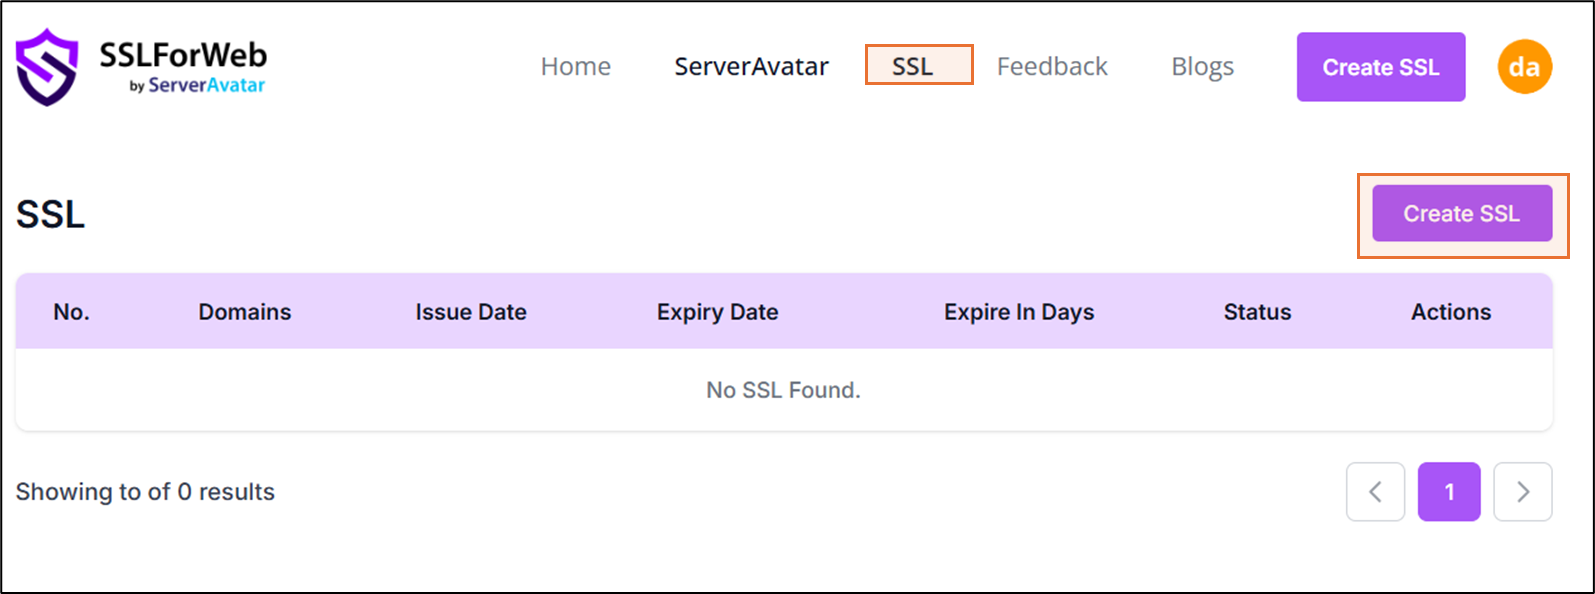 SSLForWeb
by ServerAvatar
Home ServerAvatar SSL Feedback Blogs Create SSL da
SSL Create SSL
No. Domains Issue Date Expiry Date Expire In Days Status Actions
No SSL Found.
Showing to of 0 results 1